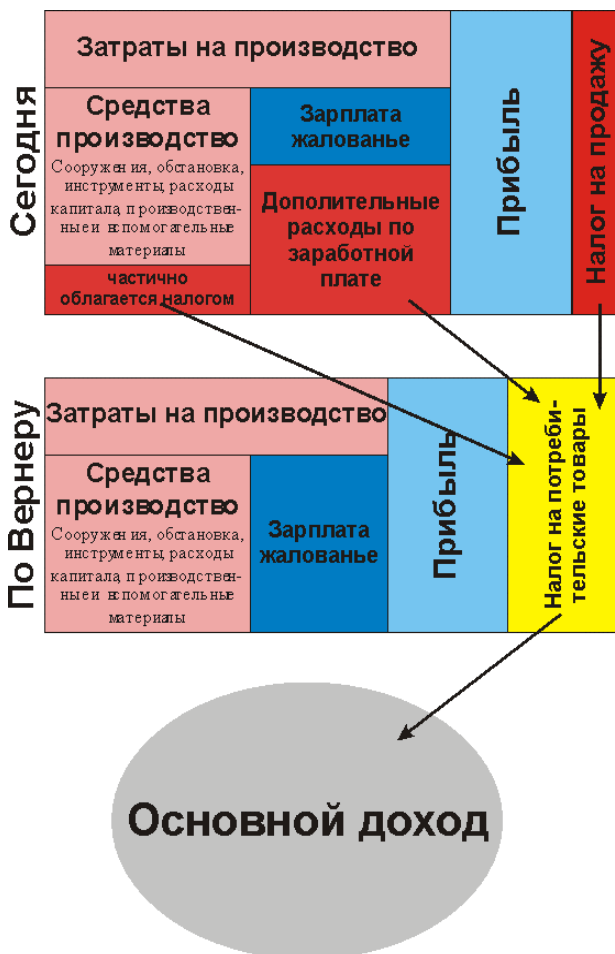 Сегодня
Затраты на производство
Средства
производство
Сооружения, обстановка,
инструменты, расходы
капитала, производствен-
ные и вспомогательные
материалы
частично
облагается налогом
Зарплата
жалованье
Дополительные
расходы по
заработной
плате
Прибыль
Налог на продажу
По Вернеру
Затраты на производство
Средства
производство
Сооружения, обстановка,
инструменты, расходы
капитала, производствен-
ные и вспомогательные
материалы
Зарплата
жалованье
Прибыль
Налог на потреби-
тельские товары
Основной доход